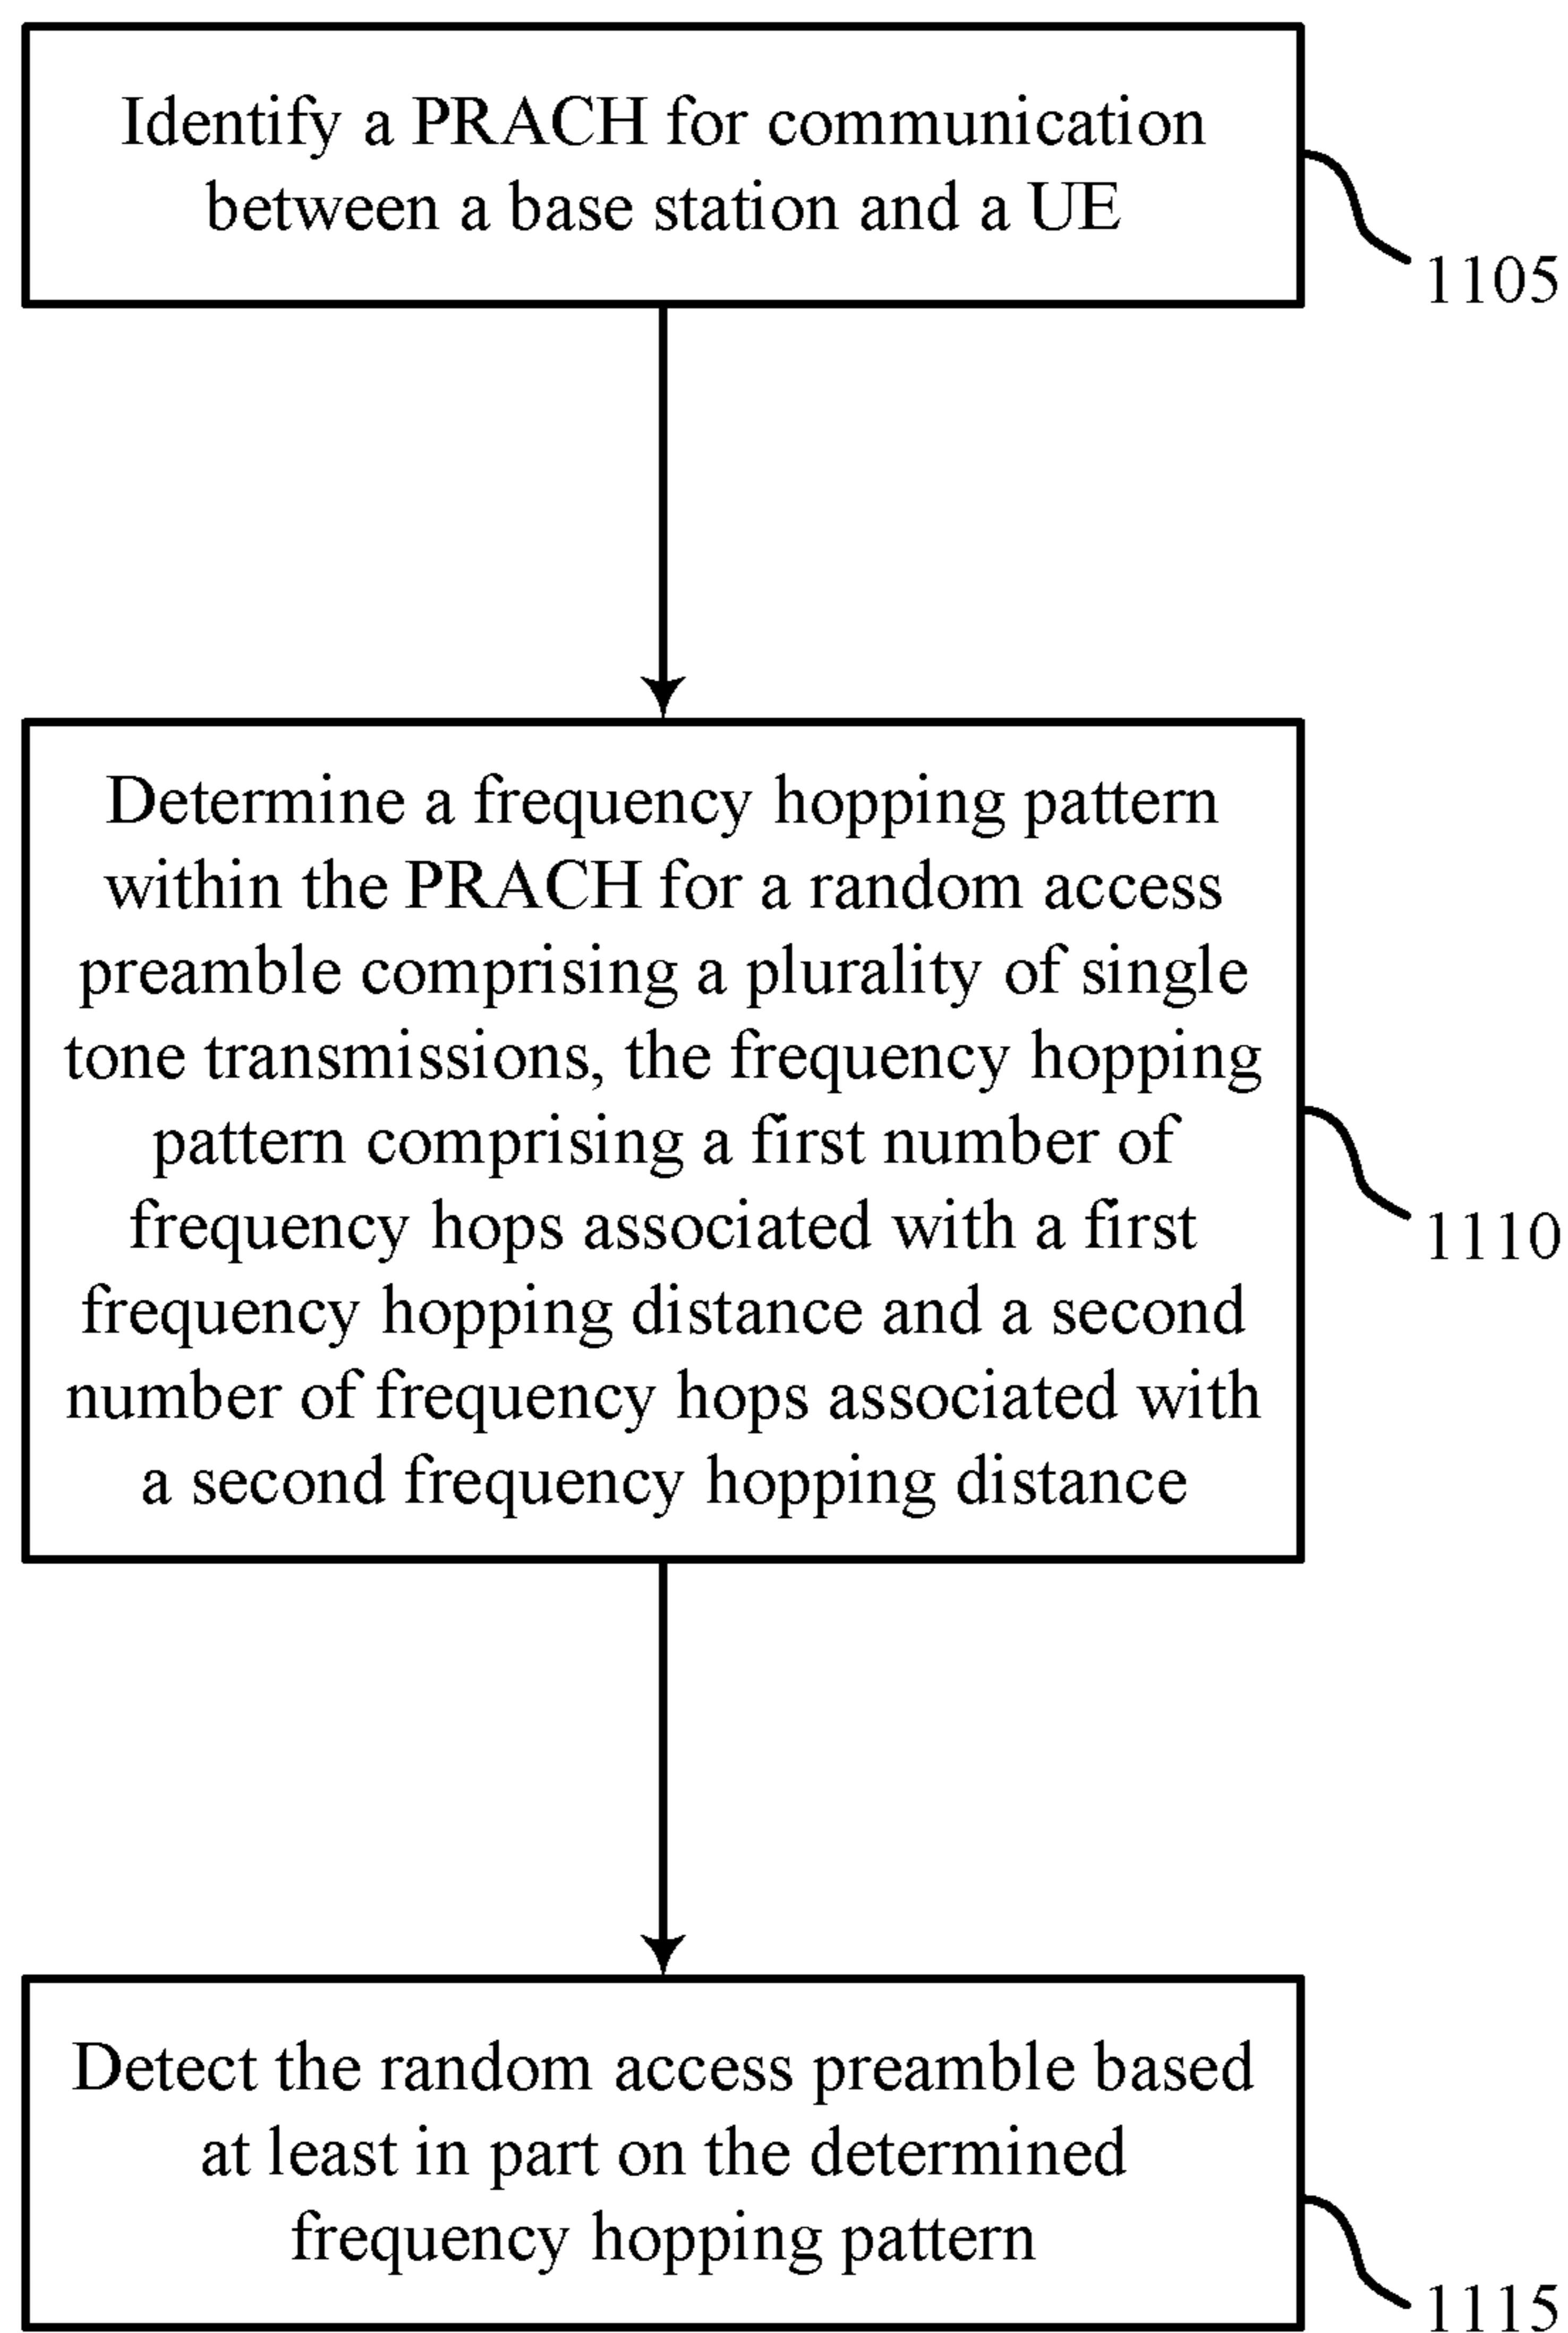 Identify a PRACH for communication
between a base station and a UE
1105
Determine a frequency hopping pattern
within the PRACH for a random access
preamble comprising a plurality of single
tone transmissions, the frequency hopping
pattern comprising a first number of
frequency hops associated with a first
frequency hopping distance and a second
number of frequency hops associated with
a second frequency hopping distance
1110
Detect the random access preamble based
at least in part on the determined
frequency hopping pattern
1115